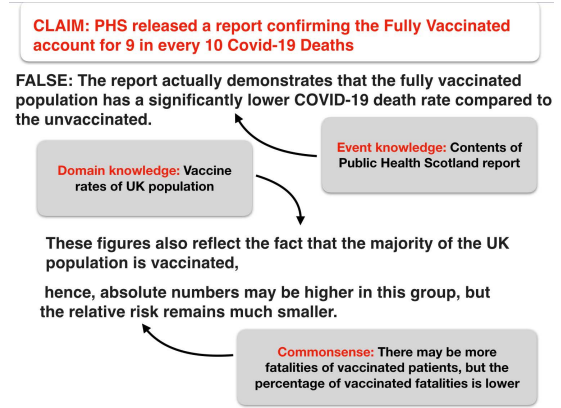 CLAIM: PHS released a report confirming the Fully Vaccinated
account for 9 in every 10 Covid-19 Deaths
FALSE: The report actually demonstrates that the fully vaccinated
population has a significantly lower COVID-19 death rate compared to
the unvaccinated.
Event knowledge: Contents of
Public Health Scotland report
Domain knowledge: Vaccine
rates of UK population
These figures also reflect the fact that the majority of the UK
population is vaccinated,
hence, absolute numbers may be higher in this group, but
the relative risk remains much smaller.
Commonsense: There may be more
fatalities of vaccinated patients, but the
percentage of vaccinated fatalities is lower